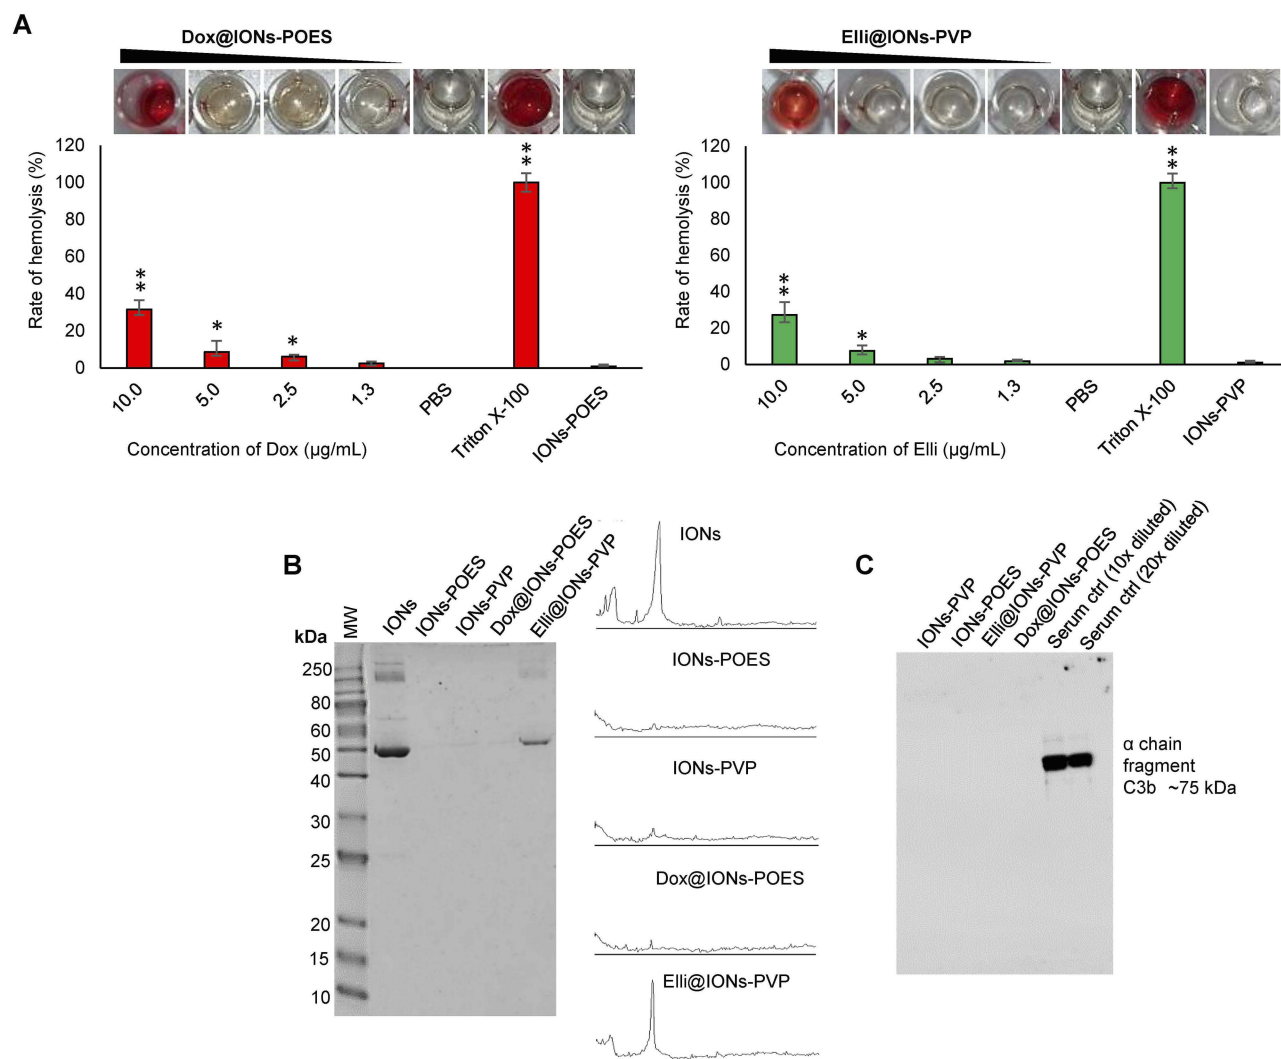 A
Dox@IONs-POES
Rate of hemolysis (%)
120
100
80
60
40
20
0
**
*
*
**
10.0
5.0
2.5
1.3
PBS
Triton X-100
IONs-POES
Concentration of Dox (µg/mL)
Elli@IONs-PVP
Rate of hemolysis (%)
120
100
80
60
40
20
0
**
*
**
10.0
5.0
2.5
1.3
PBS
Triton X-100
IONs-PVP
Concentration of Elli (µg/mL)
B
kDa
MW
IONs
IONs-POES
IONs-PVP
Dox@IONs-POES
Elli@IONs-PVP
250
80
60
50
40
30
25
20
15
10
IONs
IONs-POES
IONs-PVP
Dox@IONs-POES
Elli@IONs-PVP
C
IONs-PVP
IONs-POES
Elli@IONs-PVP
Dox@IONs-POES
Serum ctrl (10x diluted)
Serum ctrl (20x diluted)
α chain
fragment
C3b ~75 kDa